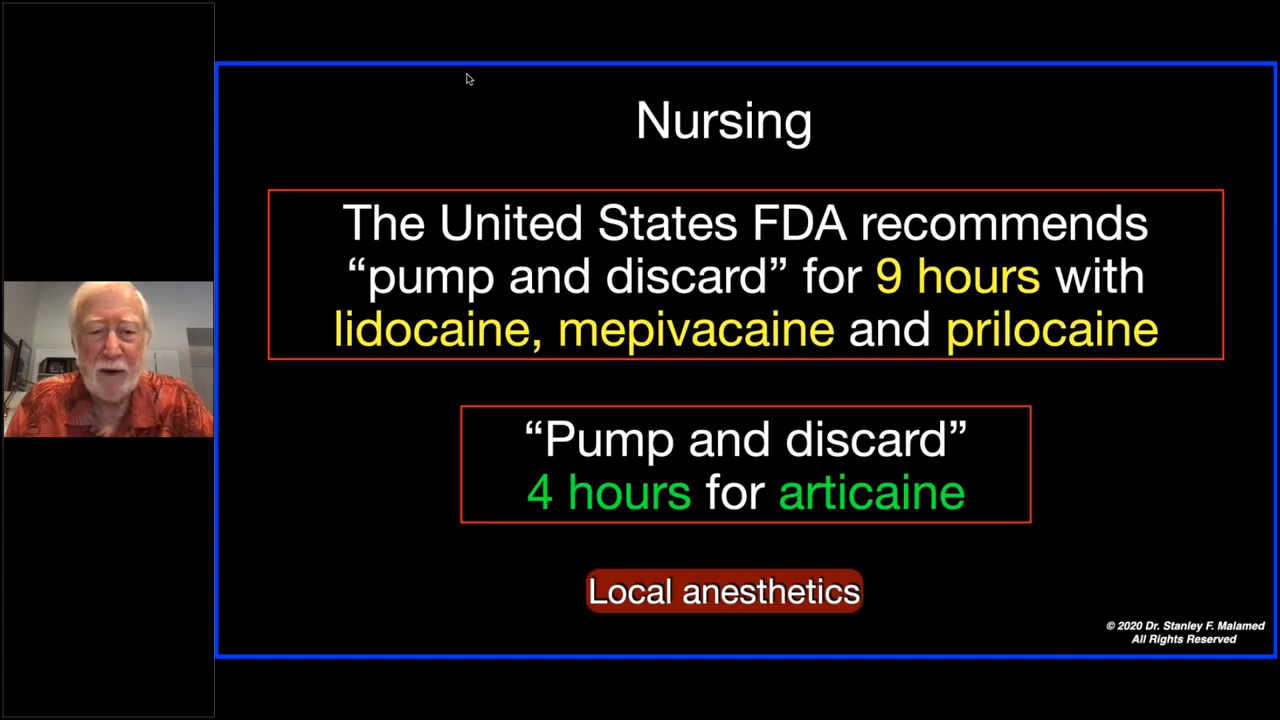 Nursing
The United States FDA recommends
“pump and discard” for 9 hours with
lidocaine, mepivacaine and prilocaine
“Pump and discard”
4 hours for articaine
Local anesthetics
© 2020 Dr. Stanley F. Malamed
All Rights Reserved